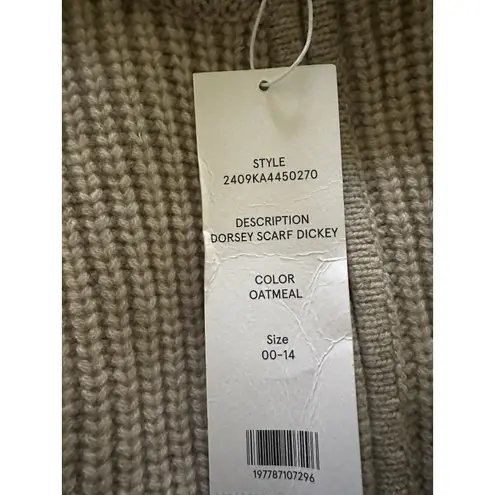 STYLE
2409KA4450270
DESCRIPTION
DORSEY SCARF DICKEY
COLOR
OATMEAL
Size
00-14
197787107296